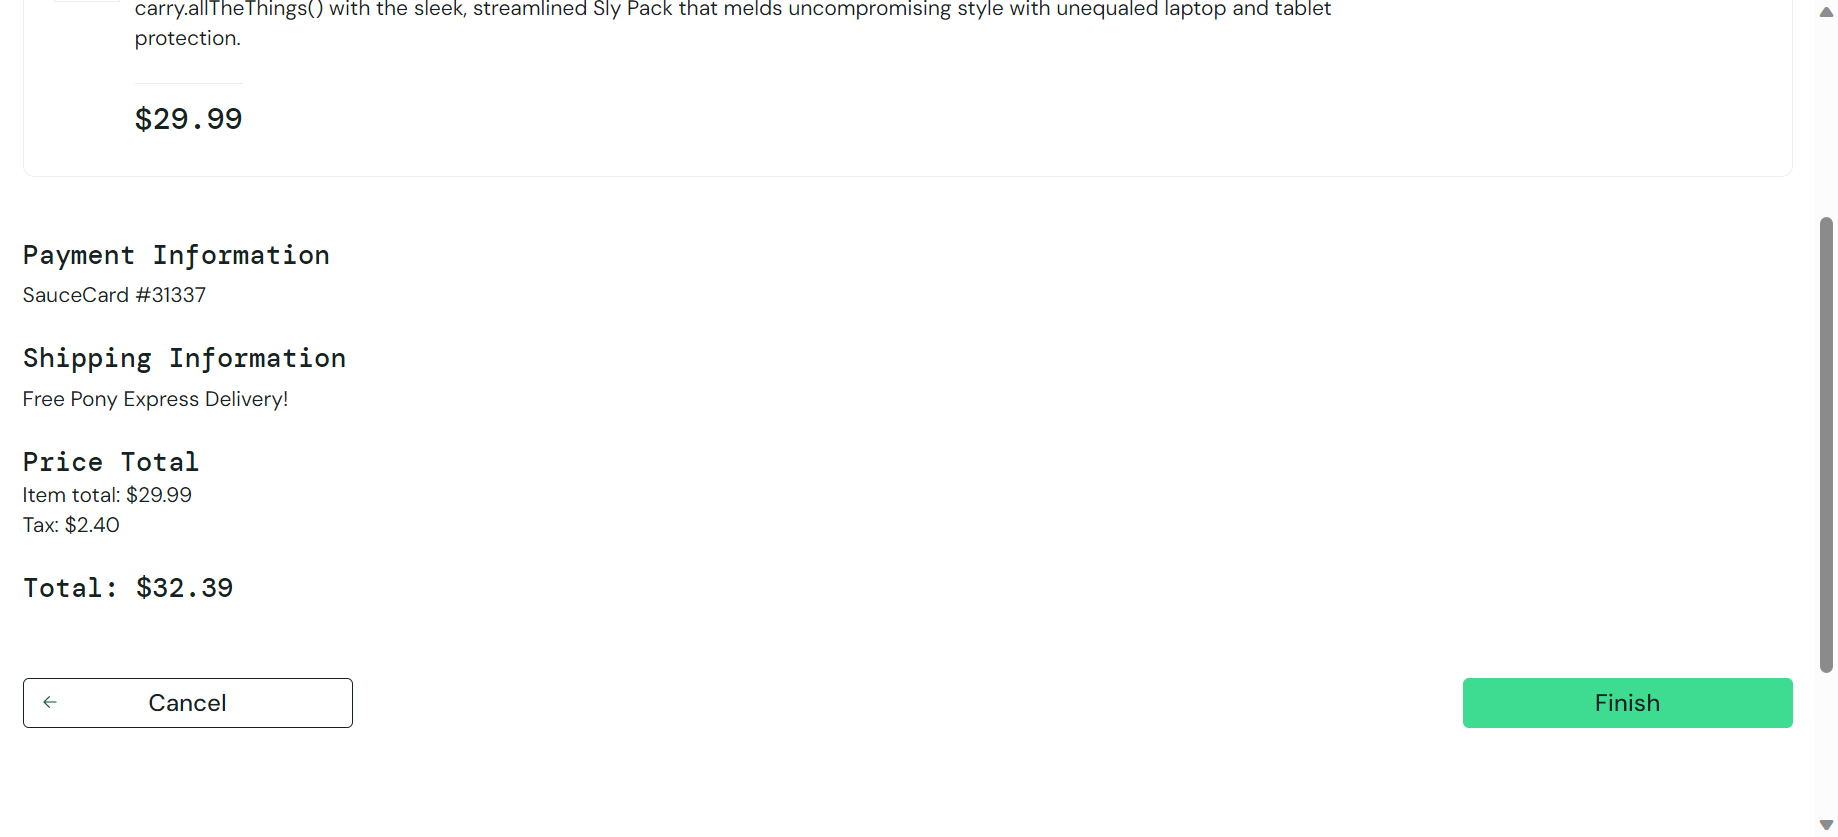 carry.allTheThings() with the sleek, streamlined Sly Pack that melds uncompromising style with unequaled laptop and tablet
protection.
$29.99
Payment Information
SauceCard #31337
Shipping Information
Free Pony Express Delivery!
Price Total
Item total: $29.99
Tax: $2.40
Total: $32.39
Cancel
Finish